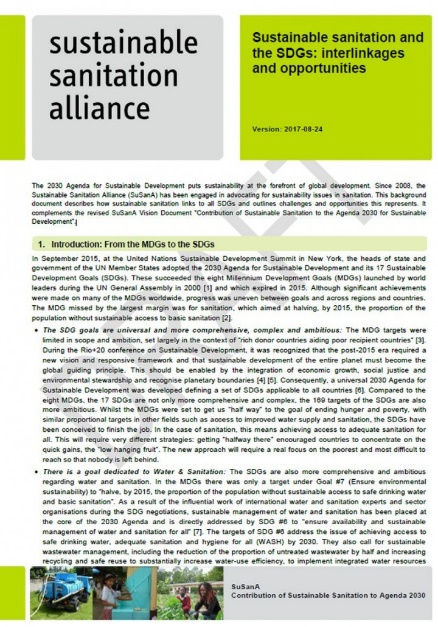 sustainable
sanitation
alliance
Sustainable sanitation and
the SDGs: interlinkages
and opportunities
Version: 2017-08-24
The 2030 Agenda for Sustainable Development puts sustainability at the forefront of global development. Since 2008, the
Sustainable Sanitation Alliance (SuSanA) has been engaged in advocating for sustainability issues in sanitation. This background
document describes how sustainable sanitation links to all SDGs and outlines challenges and opportunities this represents. It
complements the revised SuSanA Vision Document "Contribution of Sustainable Sanitation to the Agenda 2030 for Sustainable
Development".
1. Introduction: From the MDGs to the SDGs
In September 2015, at the United Nations Sustainable Development Summit in New York, the heads of state and
government of the UN Member States adopted the 2030 Agenda for Sustainable Development and its 17 Sustainable
Development Goals (SDGs). These succeeded the eight Millennium Development Goals (MDGs) launched by world
leaders during the UN General Assembly in 2000 [1] and which expired in 2015. Although significant achievements
were made on many of the MDGs worldwide, progress was uneven between goals and across regions and countries.
The MDG missed by the largest margin was for sanitation, which aimed at halving, by 2015, the proportion of the
population without sustainable access to basic sanitation [2].
• The SDG goals are universal and more comprehensive, complex and ambitious: The MDG targets were
limited in scope and ambition, set largely in the context of "rich donor countries aiding poor recipient countries" [3].
During the Rio+20 conference on Sustainable Development, it was recognized that the post-2015 era required a
new vision and responsive framework and that sustainable development of the entire planet must become the
global guiding principle. This should be enabled by the integration of economic growth, social justice and
environmental stewardship and recognise planetary boundaries [4] [5]. Consequently, a universal 2030 Agenda for
Sustainable Development was developed defining a set of SDGs applicable to all countries [6]. Compared to the
eight MDGs, the 17 SDGs are not only more comprehensive and complex, the 169 targets of the SDGs are also
more ambitious. Whilst the MDGs were set to get us "half way" to the goal of ending hunger and poverty, with
similar proportional targets in other fields such as access to improved water supply and sanitation, the SDGs have
been conceived to finish the job. In the case of sanitation, this means achieving access to adequate sanitation for
all. This will require very different strategies: getting "halfway there" encouraged countries to concentrate on the
quick gains, the "low hanging fruit". The new approach will require a real focus on the poorest and most difficult to
reach so that nobody is left behind.
• There is a goal dedicated to Water & Sanitation: The SDGs are also more comprehensive and ambitious
regarding water and sanitation. In the MDGs there was only a target under Goal #7 (Ensure environmental
sustainability) to "halve, by 2015, the proportion of the population without sustainable access to safe drinking water
and basic sanitation". As a result of the influential work of international water and sanitation experts and sector
organisations during the SDG negotiations, sustainable management of water and sanitation has been placed at
the core of the 2030 Agenda and is directly addressed by SDG #6 to "ensure availability and sustainable
management of water and sanitation for all" [7]. The targets of SDG #6 address the issue of achieving access to
safe drinking water, adequate sanitation and hygiene for all (WASH) by 2030. They also call for sustainable
wastewater management, including the reduction of the proportion of untreated wastewater by half and increasing
recycling and safe reuse to substantially increase water-use efficiency, to implement integrated water resources
SuSanA
Contribution of Sustainable Sanitation to Agenda 2030